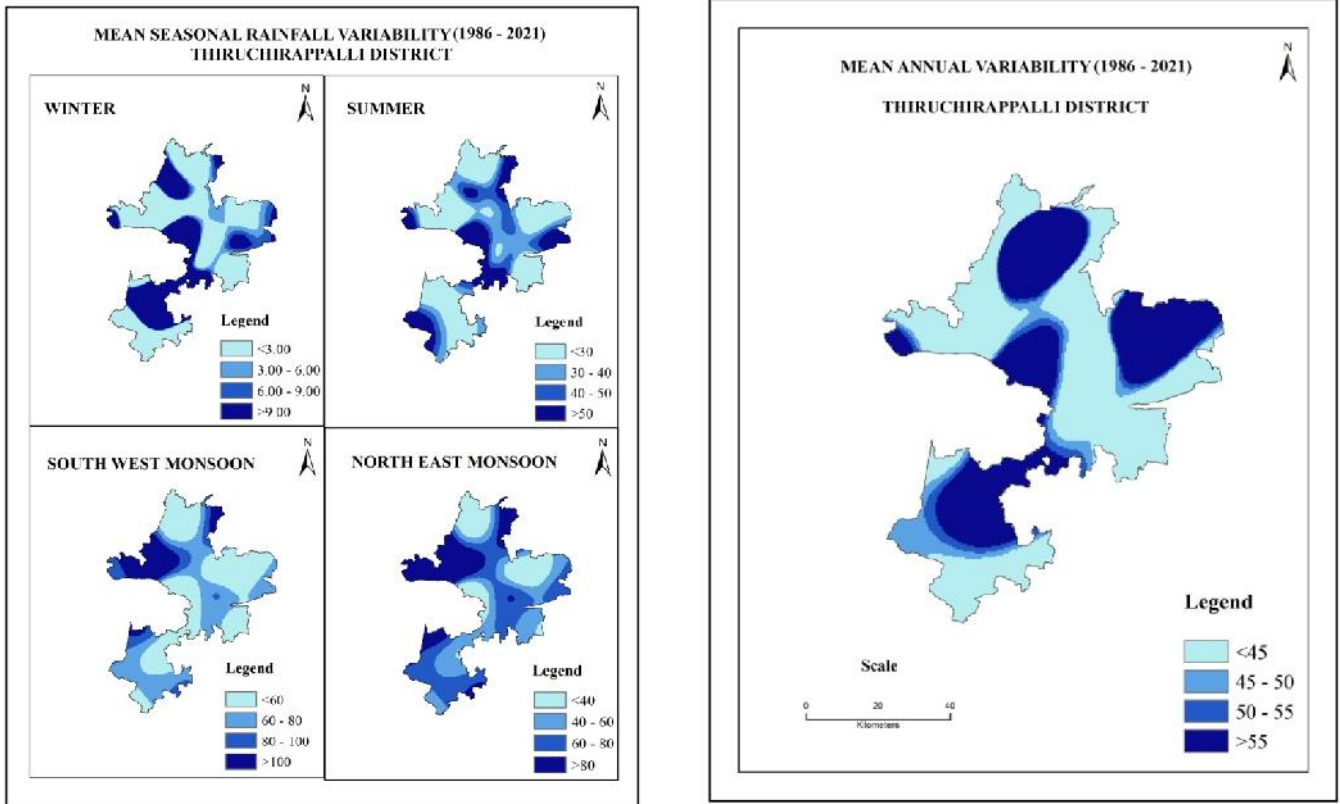 MEAN SEASONAL RAINFALL VARIABILITY (1986 - 2021)
THIRUCHIRAPPALLI DISTRICT
N
WINTER
Legend
<3.00
3.00 - 6.00
6.00 - 9.00
>9.00
N
SUMMER
Legend
<30
30 - 40
40 - 50
>50
N
SOUTH WEST MONSOON
Legend
<60
60 - 80
80 - 100
>100
N
NORTH EAST MONSOON
Legend
<40
40 - 60
60 - 80
>80
N
MEAN ANNUAL VARIABILITY (1986 - 2021)
THIRUCHIRAPPALLI DISTRICT
Scale
0 20 40
Kilometers
Legend
<45
45 - 50
50 - 55
>55